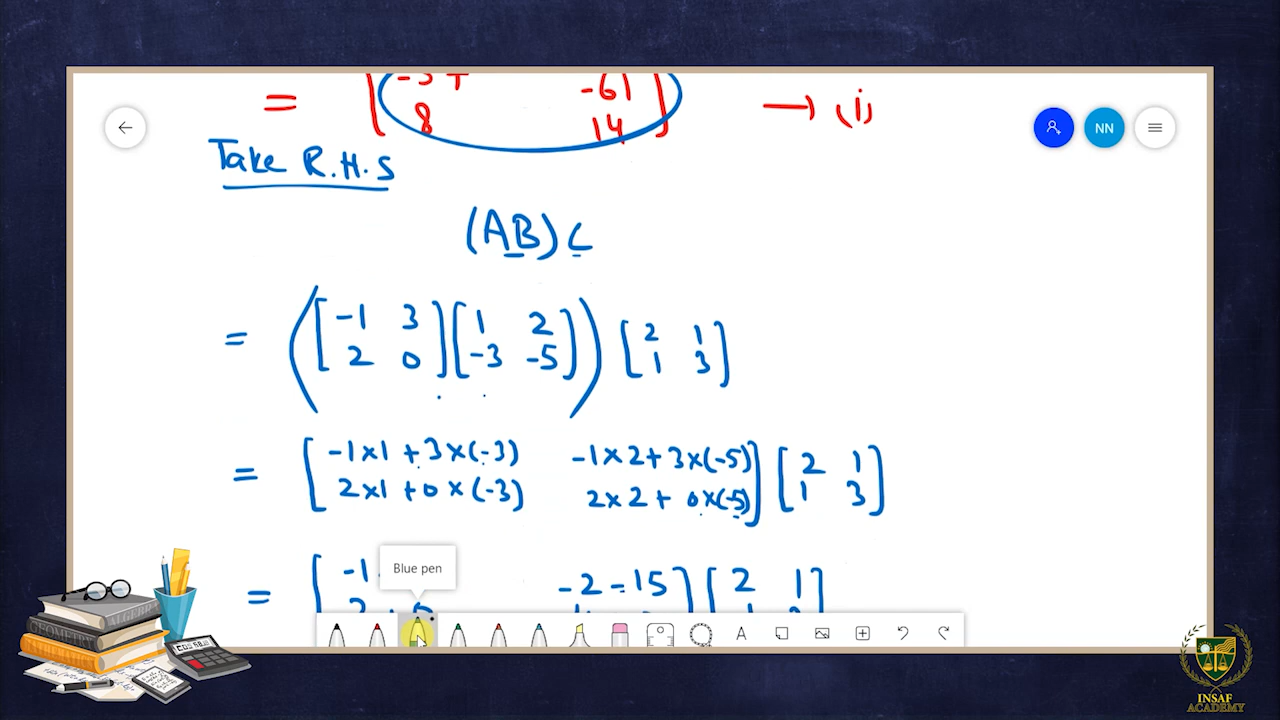 = [ -61
8 14 ] → (i)
Take R.H.S
NN
(AB)C
= ( [ -1 3 ] [ 1 2 ] ) [ 2 1 ]
2 0 -3 -5 1 3
= [ -1×1 + 3×(-3) -1×2 + 3×(-5) ] [ 2 1 ]
2×1 + 0×(-3) 2×2 + 0×(-5) 1 3
Blue pen
= [ -1 -2 - 15 ] [ 2 1 ]
A
GEOMETRY
INSAF
ACADEMY